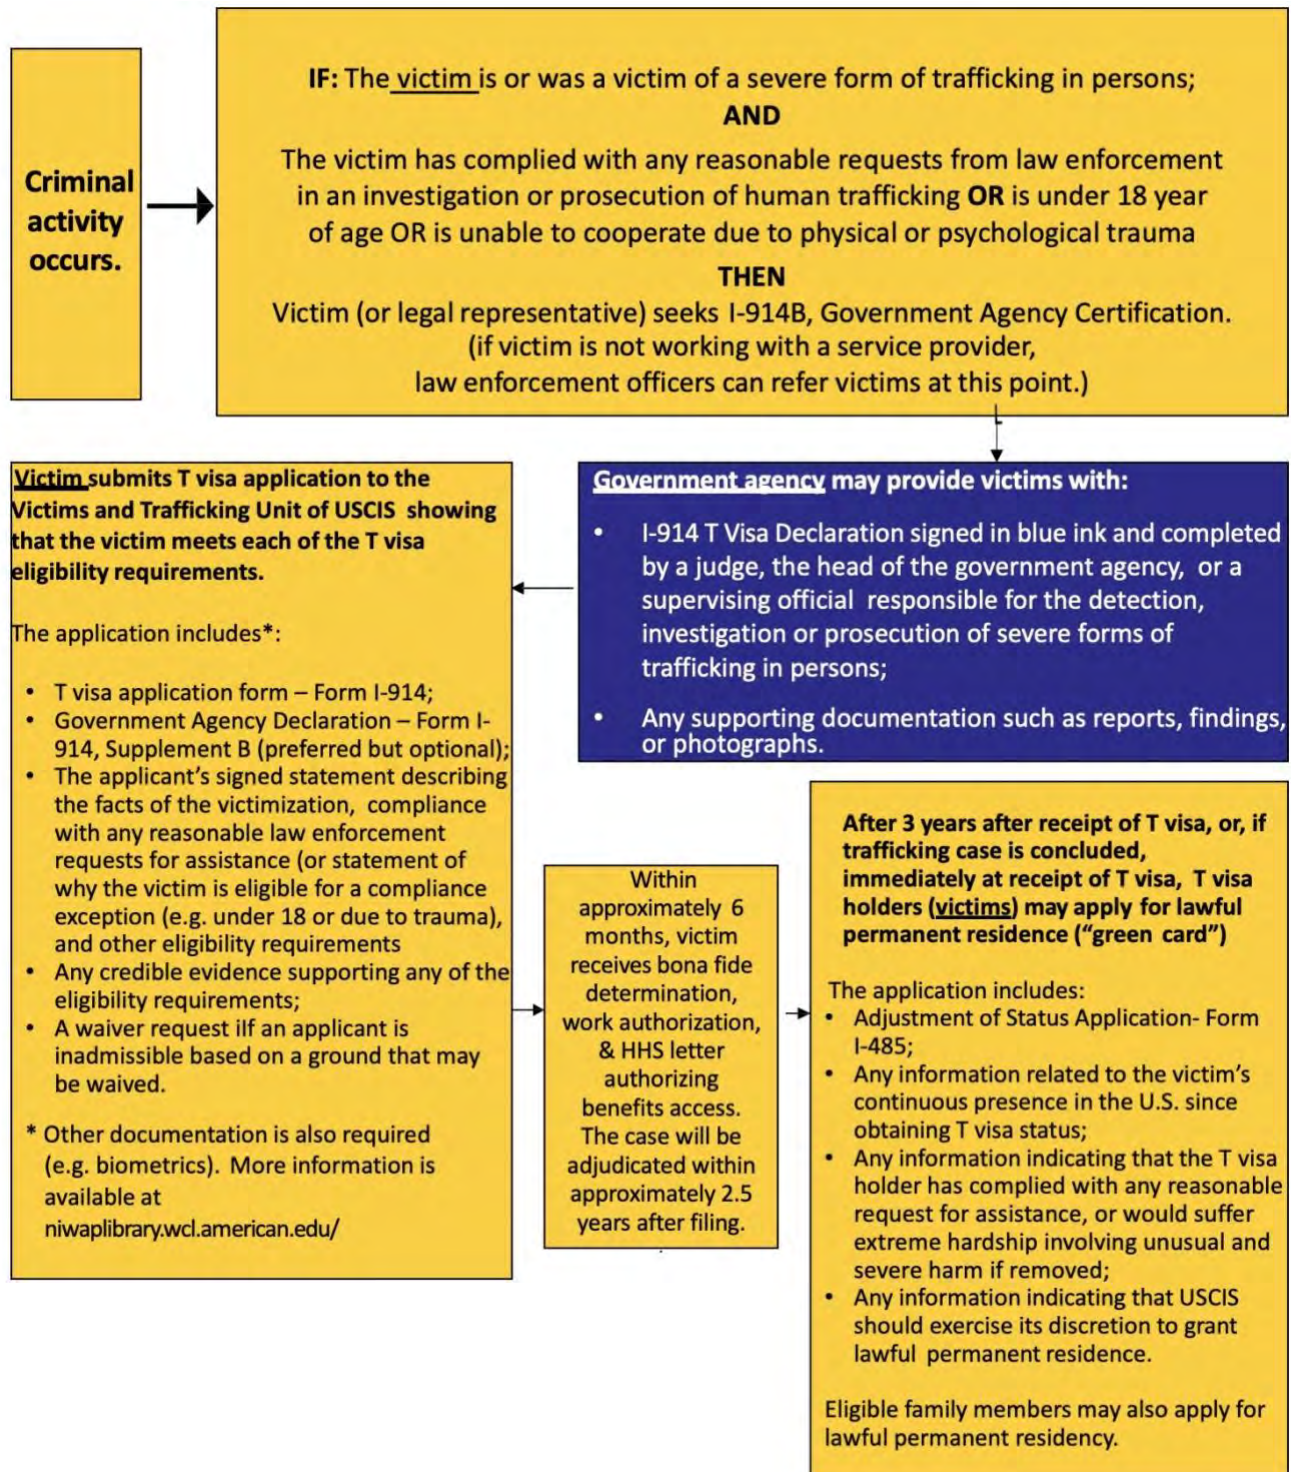 Criminal
activity
occurs.
IF: The victim is or was a victim of a severe form of trafficking in persons;
AND
The victim has complied with any reasonable requests from law enforcement
in an investigation or prosecution of human trafficking OR is under 18 year
of age OR is unable to cooperate due to physical or psychological trauma
THEN
Victim (or legal representative) seeks I-914B, Government Agency Certification.
(if victim is not working with a service provider,
law enforcement officers can refer victims at this point.)
Government agency may provide victims with:
• I-914 T Visa Declaration signed in blue ink and completed
by a judge, the head of the government agency, or a
supervising official responsible for the detection,
investigation or prosecution of severe forms of
trafficking in persons;
• Any supporting documentation such as reports, findings,
or photographs.
Victim submits T visa application to the
Victims and Trafficking Unit of USCIS showing
that the victim meets each of the T visa
eligibility requirements.
The application includes*:
• T visa application form – Form I-914;
• Government Agency Declaration – Form I-
914, Supplement B (preferred but optional);
• The applicant's signed statement describing
the facts of the victimization, compliance
with any reasonable law enforcement
requests for assistance (or statement of
why the victim is eligible for a compliance
exception (e.g. under 18 or due to trauma),
and other eligibility requirements
• Any credible evidence supporting any of the
eligibility requirements;
• A waiver request iIf an applicant is
inadmissible based on a ground that may
be waived.
* Other documentation is also required
(e.g. biometrics). More information is
available at
niwaplibrary.wcl.american.edu/
Within
approximately 6
months, victim
receives bona fide
determination,
work authorization,
& HHS letter
authorizing
benefits access.
The case will be
adjudicated within
approximately 2.5
years after filing.
After 3 years after receipt of T visa, or, if
trafficking case is concluded,
immediately at receipt of T visa, T visa
holders (victims) may apply for lawful
permanent residence (“green card”)
The application includes:
• Adjustment of Status Application- Form
I-485;
• Any information related to the victim's
continuous presence in the U.S. since
obtaining T visa status;
• Any information indicating that the T visa
holder has complied with any reasonable
request for assistance, or would suffer
extreme hardship involving unusual and
severe harm if removed;
• Any information indicating that USCIS
should exercise its discretion to grant
lawful permanent residence.
Eligible family members may also apply for
lawful permanent residency.